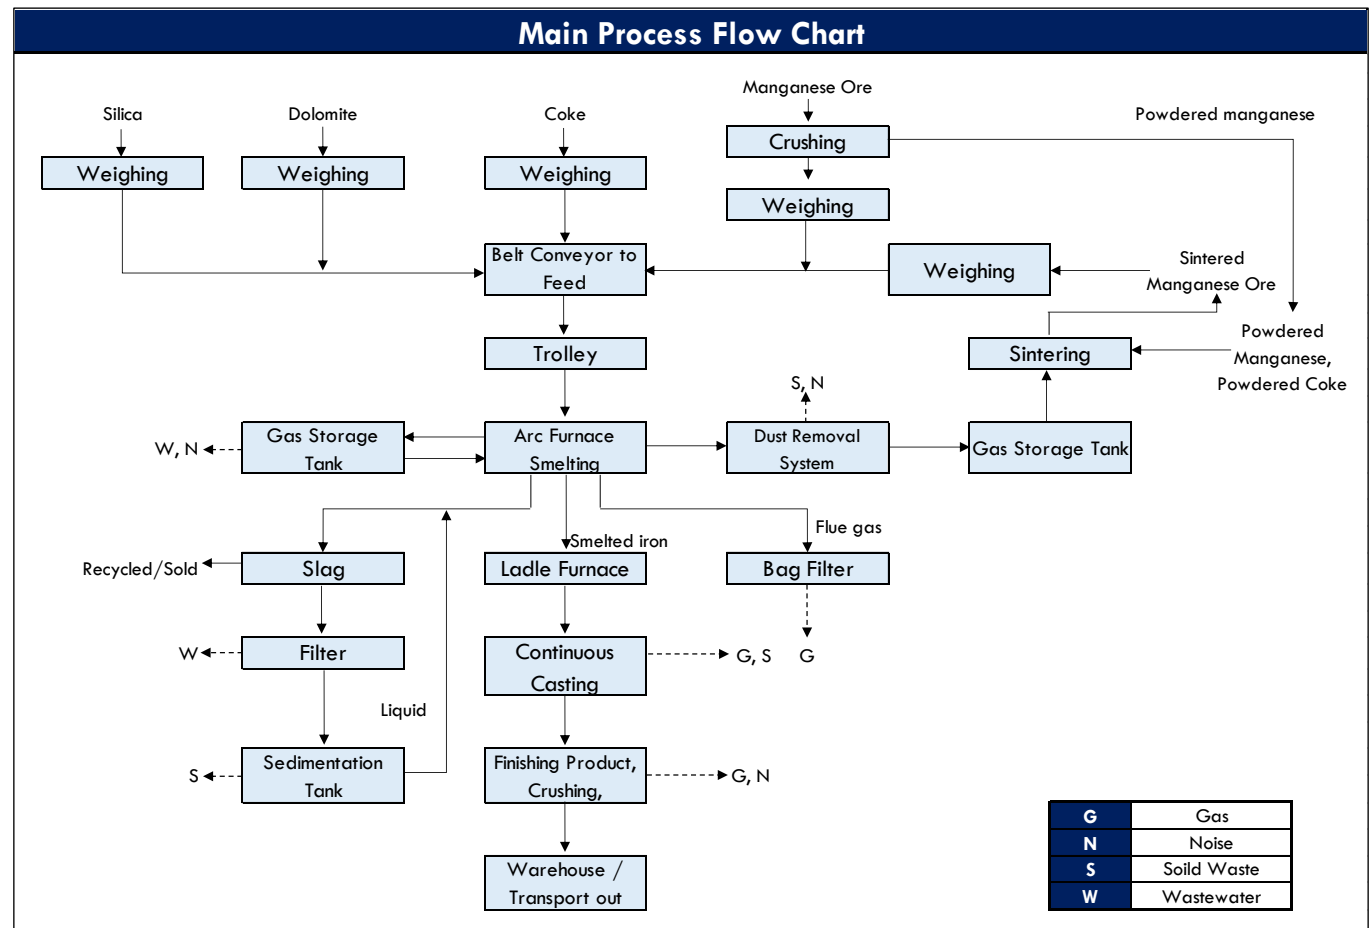 Main Process Flow Chart
Manganese Ore
Silica
Dolomite
Coke
Powdered manganese
Crushing
Weighing
Weighing
Weighing
Weighing
Belt Conveyor to
Feed
Weighing
Sintered
Manganese Ore
Trolley
Sintering
Powdered
Manganese,
Powdered Coke
S, N
W, N
Gas Storage
Tank
Arc Furnace
Smelting
Dust Removal
System
Gas Storage Tank
Flue gas
Smelted iron
Recycled/Sold
Slag
Ladle Furnace
Bag Filter
W
Filter
Continuous
Casting
G, S
G
Liquid
S
Sedimentation
Tank
Finishing Product,
Crushing,
G, N
Warehouse /
Transport out
G Gas
N Noise
S Soild Waste
W Wastewater